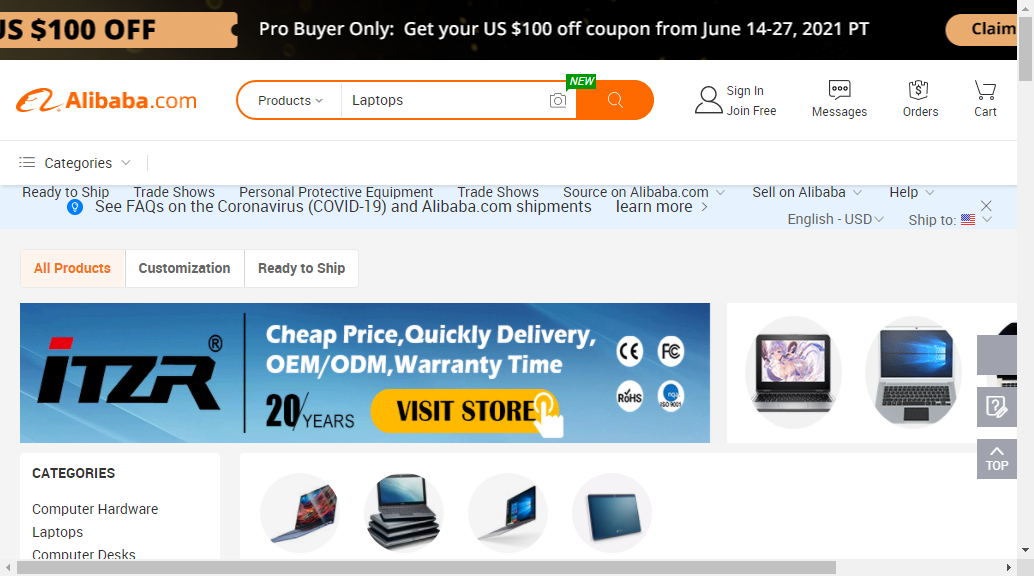 US $100 OFF
Pro Buyer Only: Get your US $100 off coupon from June 14-27, 2021 PT
Claim
Alibaba.com
Products
Laptops
NEW
Sign In
Join Free
Messages
Orders
Cart
Categories
Ready to Ship
Trade Shows
Personal Protective Equipment
Trade Shows
Source on Alibaba.com
Sell on Alibaba
Help
See FAQs on the Coronavirus (COVID-19) and Alibaba.com shipments
learn more
English - USD
Ship to:
All Products
Customization
Ready to Ship
ITZR®
Cheap Price,Quickly Delivery,
OEM/ODM,Warranty Time
20/YEARS
VISIT STORE
CE
FC
RoHS
ISO 9001
TOP
CATEGORIES
Computer Hardware
Laptops
Computer Desks